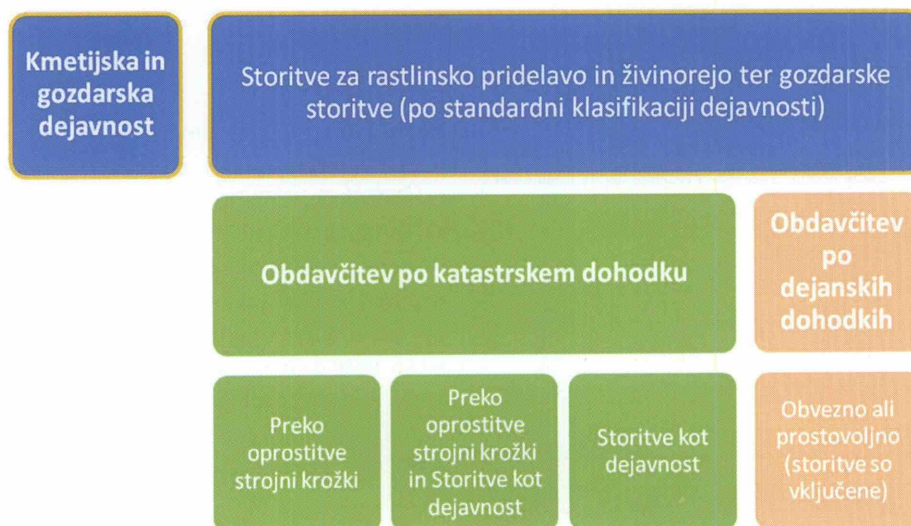 Kmetijska in
gozdarska
dejavnost
Storitve za rastlinsko pridelavo in živinorejo ter gozdarske
storitve (po standardni klasifikaciji dejavnosti)
Obdavčitev po katastrskem dohodku
Obdavčitev
po
dejanskih
dohodkih
Preko
oprostitve
strojni krožki
Preko
oprostitve
strojni krožki
in Storitve kot
dejavnost
Storitve kot
dejavnost
Obvezno ali
prostovoljno
(storitve so
vključene)